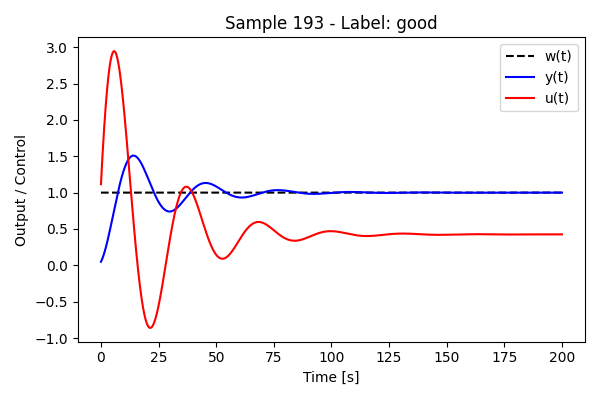 Sample 193 - Label: good
3.0
2.5
2.0
1.5
1.0
0.5
0.0
−0.5
−1.0
Output / Control
w(t)
y(t)
u(t)
0 25 50 75 100 125 150 175 200
Time [s]